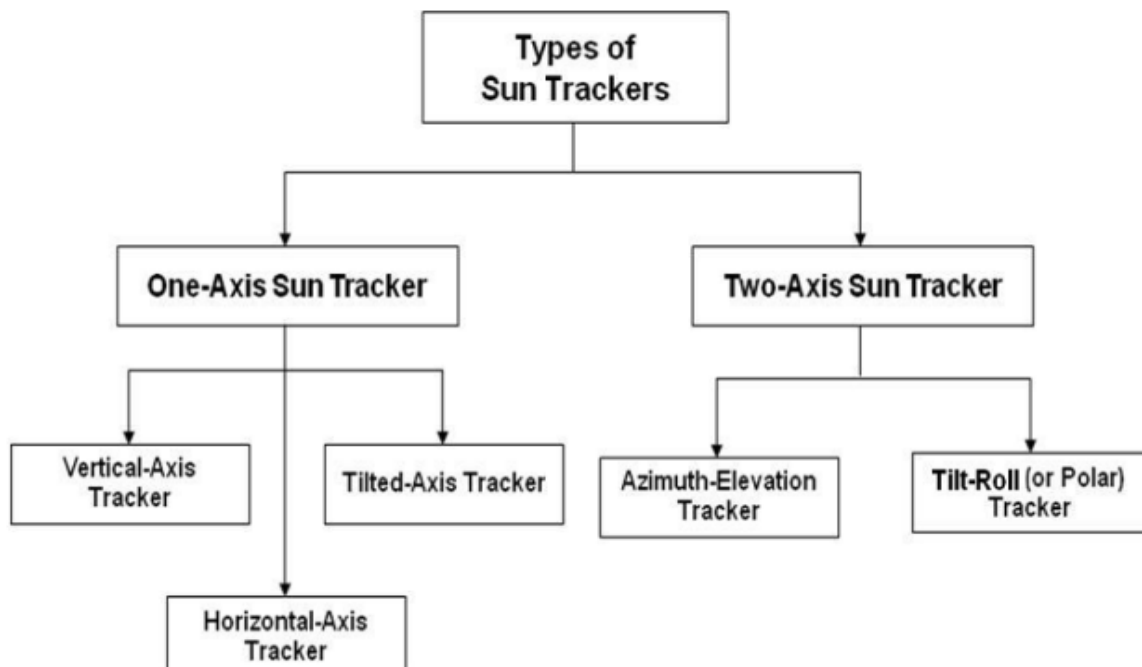 Types of
Sun Trackers
One-Axis Sun Tracker
Two-Axis Sun Tracker
Vertical-Axis
Tracker
Tilted-Axis Tracker
Azimuth-Elevation
Tracker
Tilt-Roll (or Polar)
Tracker
Horizontal-Axis
Tracker